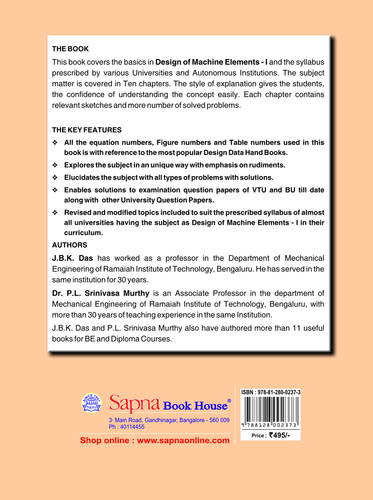 THE BOOK
This book covers the basics in Design of Machine Elements - I and the syllabus
prescribed by various Universities and Autonomous Institutions. The subject
matter is covered in Ten chapters. The style of explanation gives the students,
the confidence of understanding the concept easily. Each chapter contains
relevant sketches and more number of solved problems.
THE KEY FEATURES
❖ All the equation numbers, Figure numbers and Table numbers used in this
book is with reference to the most popular Design Data Hand Books.
❖ Explores the subject in an unique way with emphasis on rudiments.
❖ Elucidates the subject with all types of problems with solutions.
❖ Enables solutions to examination question papers of VTU and BU till date
along with other University Question Papers.
❖ Revised and modified topics included to suit the prescribed syllabus of almost
all universities having the subject as Design of Machine Elements - I in their
curriculum.
AUTHORS
J.B.K. Das has worked as a professor in the Department of Mechanical
Engineering of Ramaiah Institute of Technology, Bengaluru. He has served in the
same institution for 30 years.
Dr. P.L. Srinivasa Murthy is an Associate Professor in the department of
Mechanical Engineering of Ramaiah Institute of Technology, Bengaluru, with
more than 30 years of teaching experience in the same Institution.
J.B.K. Das and P.L. Srinivasa Murthy also have authored more than 11 useful
books for BE and Diploma Courses.
Sapna Book House®
Main Road, Gandhinagar, Bangalore - 560 009
Ph : 40114455
Shop online : www.sapnaonline.com
ISBN : 978-81-280-0237-3
9788128002373
Price : ₹495/-